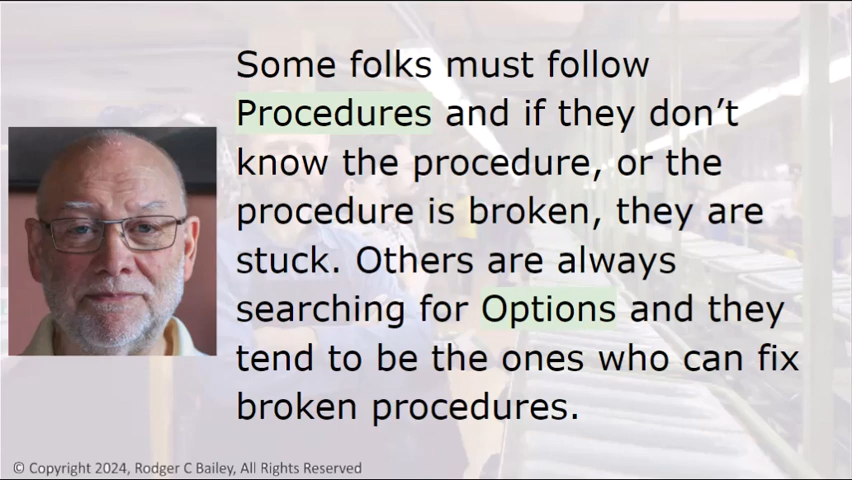 Some folks must follow
Procedures and if they don’t
know the procedure, or the
procedure is broken, they are
stuck. Others are always
searching for Options and they
tend to be the ones who can fix
broken procedures.
© Copyright 2024, Rodger C Bailey, All Rights Reserved